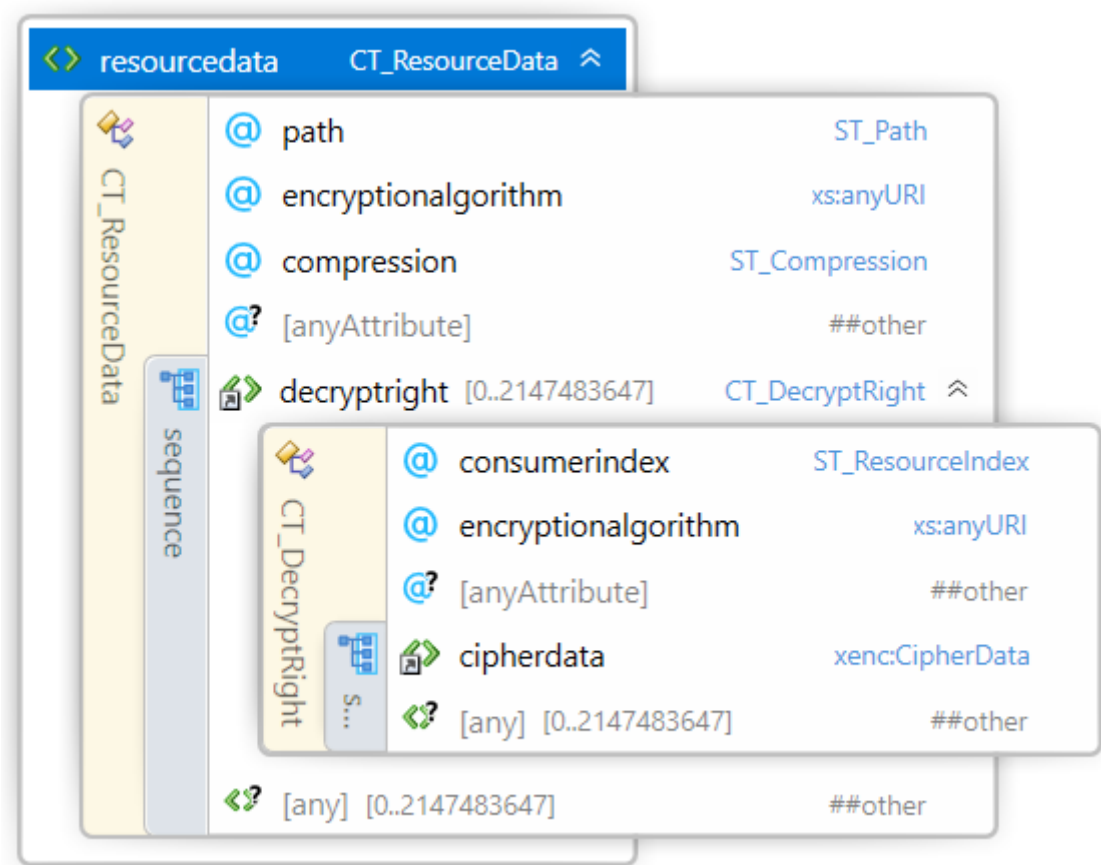 resourcedata CT_ResourceData
CT_ResourceData
@ path ST_Path
@ encryptionalgorithm xs:anyURI
@ compression ST_Compression
@? [anyAttribute] ##other
sequence
decryptright [0..2147483647] CT_DecryptRight
CT_DecryptRight
@ consumerindex ST_ResourceIndex
@ encryptionalgorithm xs:anyURI
@? [anyAttribute] ##other
s...
cipherdata xenc:CipherData
<>? [any] [0..2147483647] ##other
<>? [any] [0..2147483647] ##other